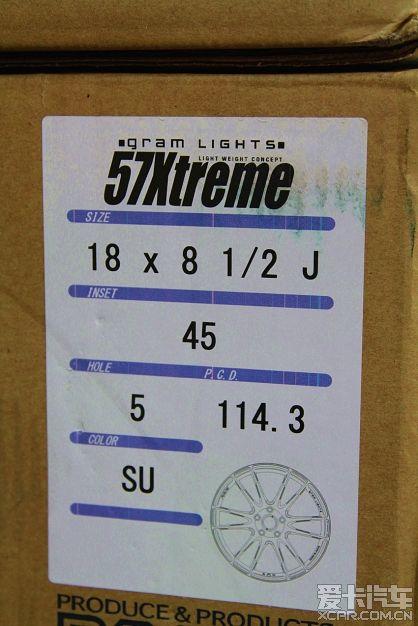 gram LIGHTS
LIGHT WEIGHT CONCEPT
57Xtreme
SIZE
18 x 8 1/2 J
INSET
45
HOLE P.C.D.
5 114.3
COLOR
SU
PRODUCE & PRODUCT
爱卡汽车
XCAR.COM.CN